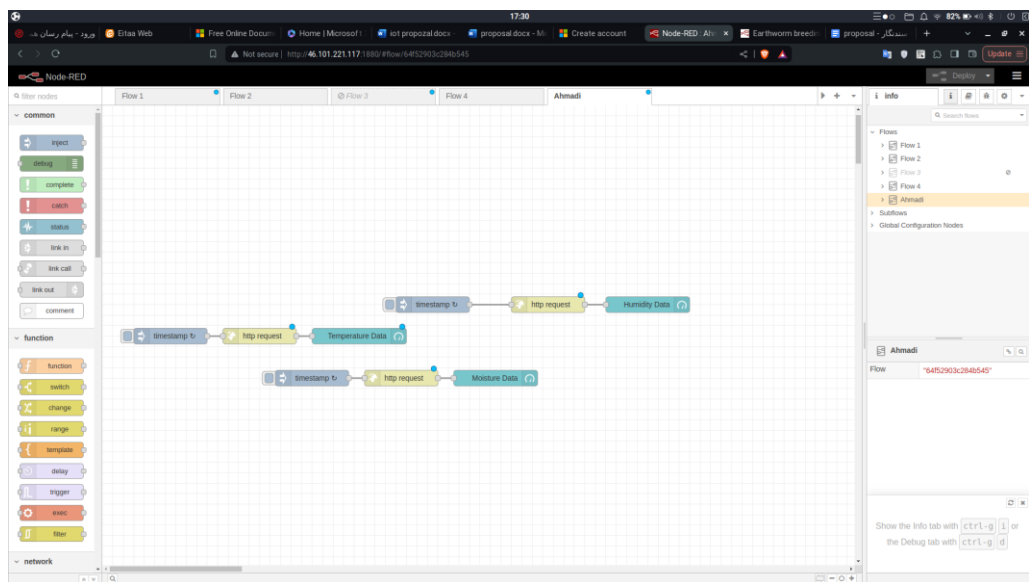 17:30
82%
ورود - پیام رسان هد
Ertaa Web
Free Online Docum
Home | Microsof
iot propozal.docx -
proposal.docx - Mi
Create account
Node-RED : Ah
Earthworm breedin
proposal - سندنگار
Not secure | http://46.101.221.117:1880/#flow/64f52903c284b545
Update
Node-RED
Deploy
filter nodes
Flow 1
Flow 2
Flow 3
Flow 4
Ahmadi
info
Search flows
common
inject
debug
complete
catch
status
link in
link call
link out
comment
function
function
switch
change
range
template
delay
trigger
exec
filter
network
timestamp ↻
http request
Humidity Data
timestamp ↻
http request
Temperature Data
timestamp ↻
http request
Moisture Data
Flows
Flow 1
Flow 2
Flow 3
Flow 4
Ahmadi
Subflows
Global Configuration Nodes
Ahmadi
Flow "64f52903c284b545"
Show the Info tab with ctrl-g i or
the Debug tab with ctrl-g d